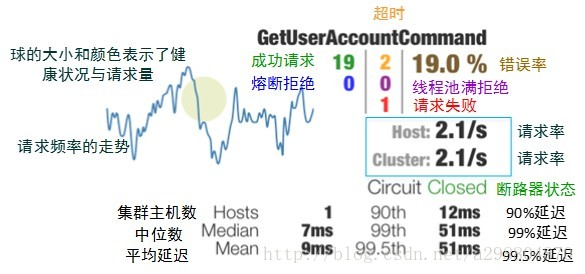 超时
GetUserAccountCommand
球的大小和颜色表示了健
康状况与请求量
成功请求 19 2 19.0 % 错误率
熔断拒绝 0 0 线程池满拒绝
1 请求失败
请求频率的走势
Host: 2.1/s 请求率
Cluster: 2.1/s 请求率
Circuit Closed 断路器状态
集群主机数 Hosts 1 90th 12ms 90%延迟
中位数 Median 7ms 99th 51ms 99%延迟
平均延迟 Mean 9ms 99.5th 51ms 99.5%延迟